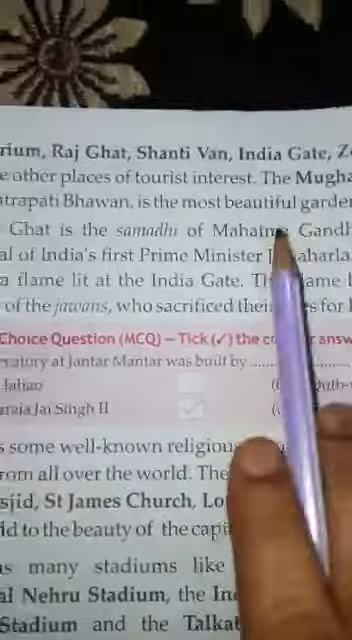 rium, Raj Ghat, Shanti Van, India Gate, Z
e other places of tourist interest. The Mugha
trapati Bhawan, is the most beautiful garde
Ghat is the samadhi of Mahatma Gandh
al of India's first Prime Minister
a flame lit at the India Gate.
of the jawans, who sacrificed for
Choice Question (MCQ) – Tick (✓) the answ
vatory at Jantar Mantar was built by ..........
Jahan
araja Jai Singh II ✓
s some well-known religiou
rom all over the world. The
sjid, St James Church, Lo
d to the beauty of the capi
as many stadiums like
al Nehru Stadium, the In
Stadium and the Talkat